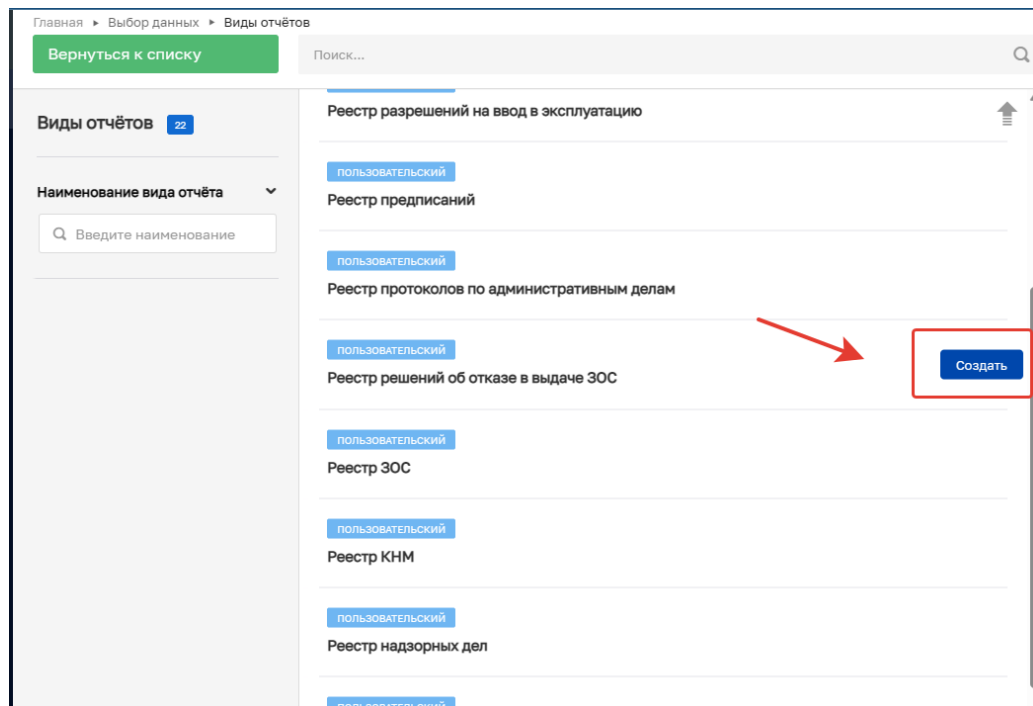 Главная ▸ Выбор данных ▸ Виды отчётов
Вернуться к списку
Поиск...
Виды отчётов 22
Наименование вида отчёта
Введите наименование
Реестр разрешений на ввод в эксплуатацию
ПОЛЬЗОВАТЕЛЬСКИЙ
Реестр предписаний
ПОЛЬЗОВАТЕЛЬСКИЙ
Реестр протоколов по административным делам
ПОЛЬЗОВАТЕЛЬСКИЙ
Реестр решений об отказе в выдаче ЗОС
Создать
ПОЛЬЗОВАТЕЛЬСКИЙ
Реестр ЗОС
ПОЛЬЗОВАТЕЛЬСКИЙ
Реестр КНМ
ПОЛЬЗОВАТЕЛЬСКИЙ
Реестр надзорных дел
ПОЛЬЗОВАТЕЛЬСКИЙ